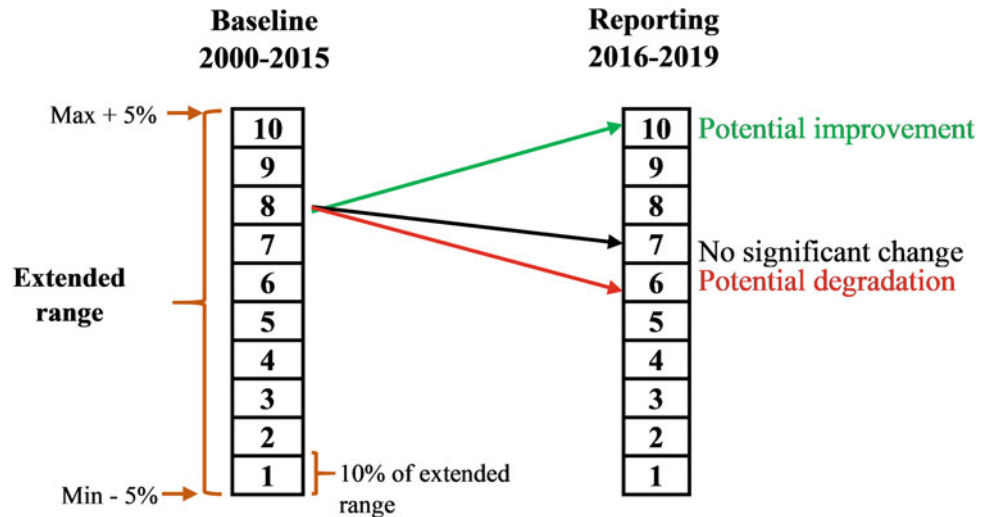 Baseline
2000-2015
Reporting
2016-2019
Max + 5%
10
9
8
7
6
5
4
3
2
1
Extended
range
Min - 5%
10% of extended
range
10
9
8
7
6
5
4
3
2
1
Potential improvement
No significant change
Potential degradation